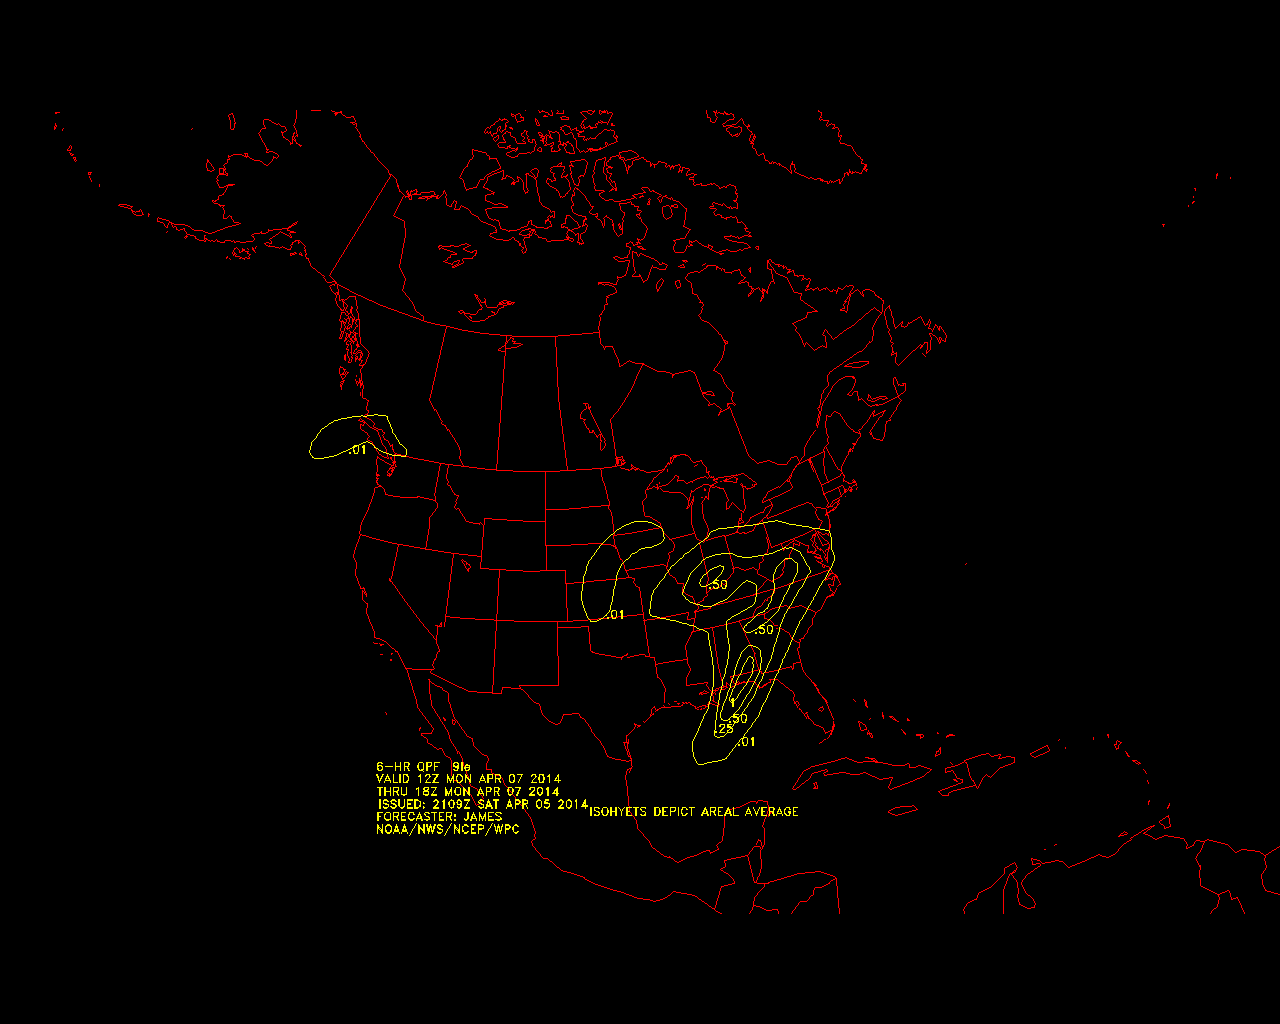 .01
.50
.01
.50
1
.50
.25
.01
6-HR QPF 91e
VALID 12Z MON APR 07 2014
THRU 18Z MON APR 07 2014
ISSUED: 2109Z SAT APR 05 2014
ISOHYETS DEPICT AREAL AVERAGE
FORECASTER: JAMES
NOAA/NWS/NCEP/WPC